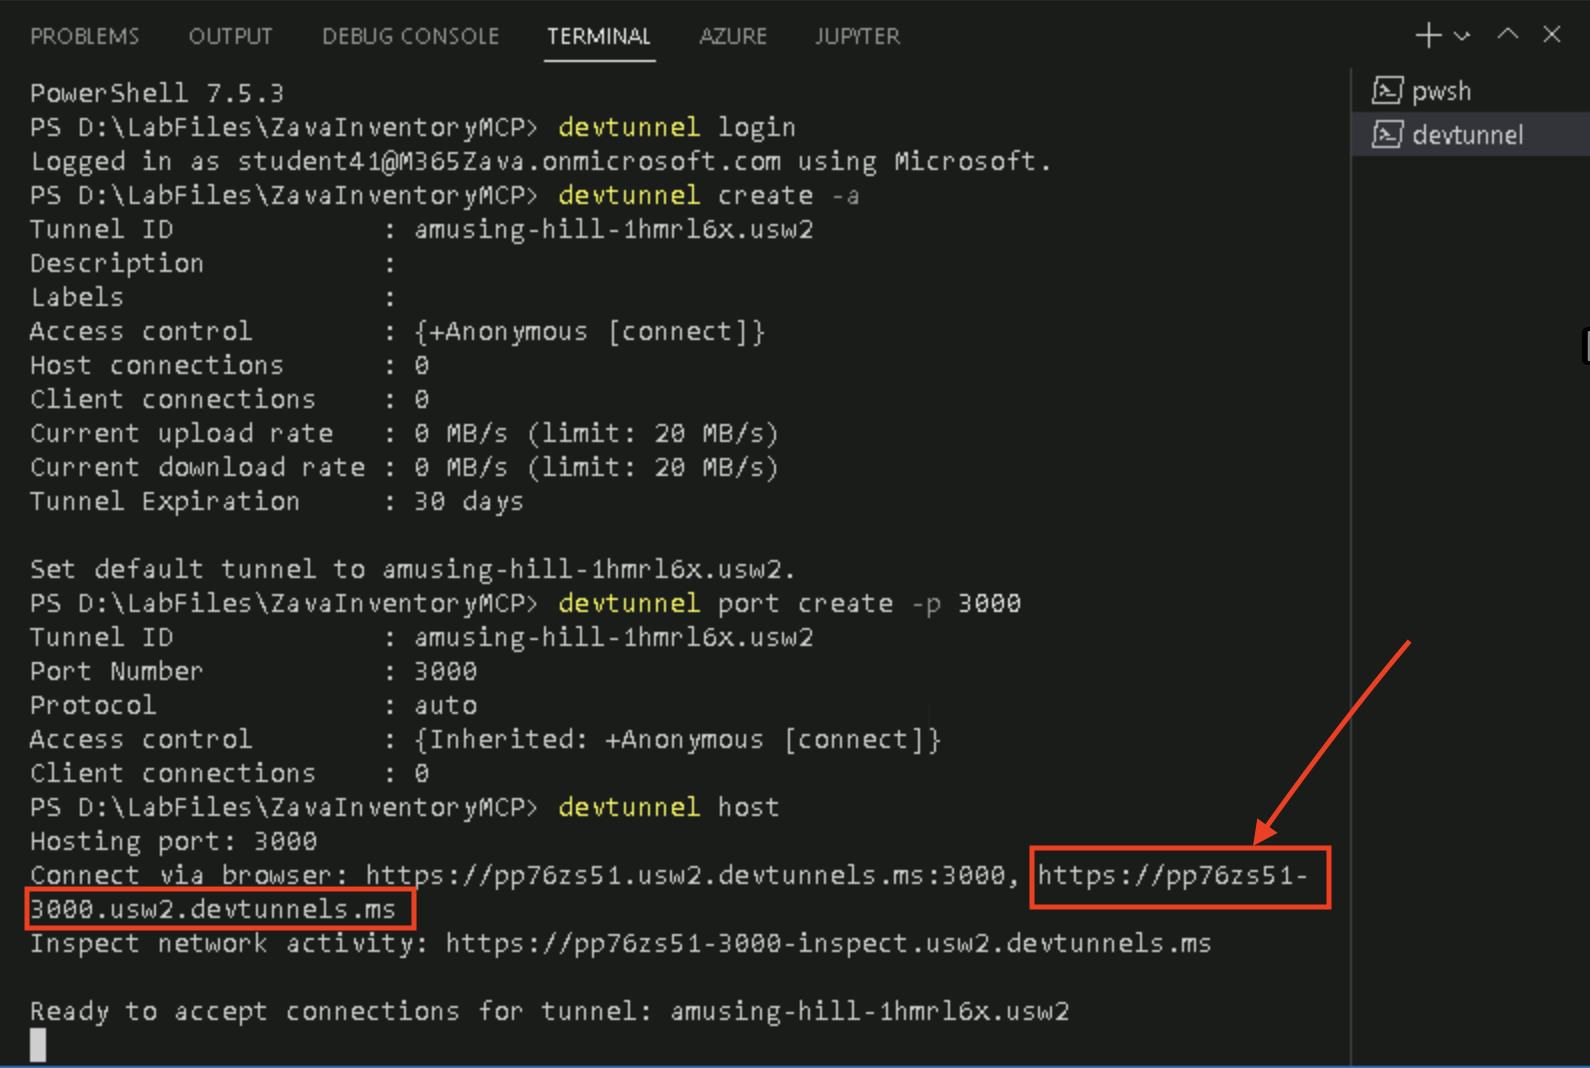 PROBLEMS OUTPUT DEBUG CONSOLE TERMINAL AZURE JUPYTER
pwsh
devtunnel
PowerShell 7.5.3
PS D:\LabFiles\ZavaInventoryMCP> devtunnel login
Logged in as student41@M365Zava.onmicrosoft.com using Microsoft.
PS D:\LabFiles\ZavaInventoryMCP> devtunnel create -a
Tunnel ID : amusing-hill-1hmrl6x.usw2
Description :
Labels :
Access control : {+Anonymous [connect]}
Host connections : 0
Client connections : 0
Current upload rate : 0 MB/s (limit: 20 MB/s)
Current download rate : 0 MB/s (limit: 20 MB/s)
Tunnel Expiration : 30 days
Set default tunnel to amusing-hill-1hmrl6x.usw2.
PS D:\LabFiles\ZavaInventoryMCP> devtunnel port create -p 3000
Tunnel ID : amusing-hill-1hmrl6x.usw2
Port Number : 3000
Protocol : auto
Access control : {Inherited: +Anonymous [connect]}
Client connections : 0
PS D:\LabFiles\ZavaInventoryMCP> devtunnel host
Hosting port: 3000
Connect via browser: https://pp76zs51.usw2.devtunnels.ms:3000, https://pp76zs51-
3000.usw2.devtunnels.ms
Inspect network activity: https://pp76zs51-3000-inspect.usw2.devtunnels.ms
Ready to accept connections for tunnel: amusing-hill-1hmrl6x.usw2